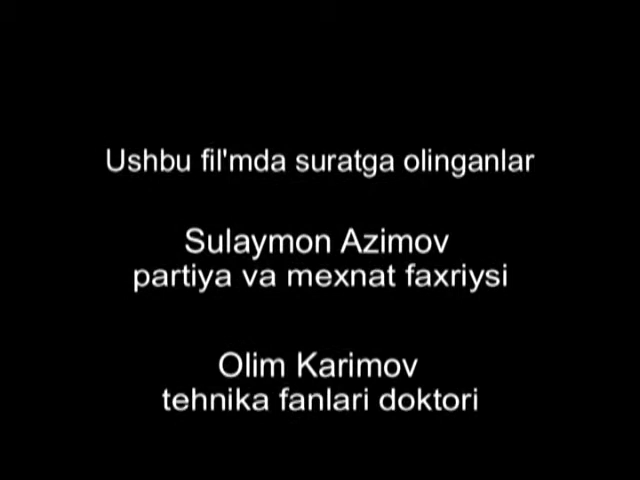 Ushbu fil'mda suratga olinganlar
Sulaymon Azimov
partiya va mexnat faxriysi
Olim Karimov
tehnika fanlari doktori